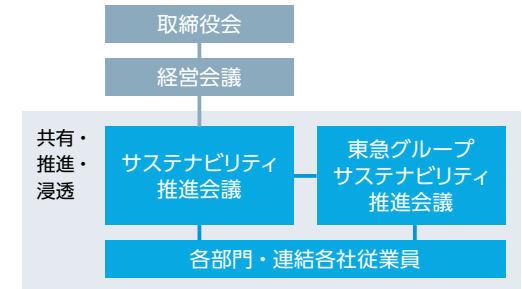 取締役会
経営会議
共有・
推進・
浸透
サステナビリティ
推進会議
東急グループ
サステナビリティ
推進会議
各部門・連結各社従業員